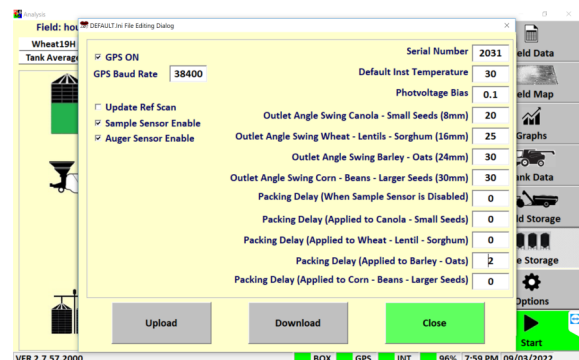 Analysis
Field: hou
Wheat19H
Tank Average
DEFAULT.Ini File Editing Dialog
GPS ON
GPS Baud Rate 38400
Update Ref Scan
Sample Sensor Enable
Auger Sensor Enable
Serial Number 2031
Default Inst Temperature 30
Photvoltage Bias 0.1
Outlet Angle Swing Canola - Small Seeds (8mm) 20
Outlet Angle Swing Wheat - Lentils - Sorghum (16mm) 25
Outlet Angle Swing Barley - Oats (24mm) 30
Outlet Angle Swing Corn - Beans - Larger Seeds (30mm) 30
Packing Delay (When Sample Sensor is Disabled) 0
Packing Delay (Applied to Canola - Small Seeds) 0
Packing Delay (Applied to Wheat - Lentil - Sorghum) 0
Packing Delay (Applied to Barley - Oats) 2
Packing Delay (Applied to Corn - Beans - Larger Seeds) 0
Upload
Download
Close
eld Data
eld Map
Graphs
nk Data
d Storage
e Storage
Options
Start
VER 2.7.57.2000 BOX GPS INT 96% 7:59 PM 09/03/2022